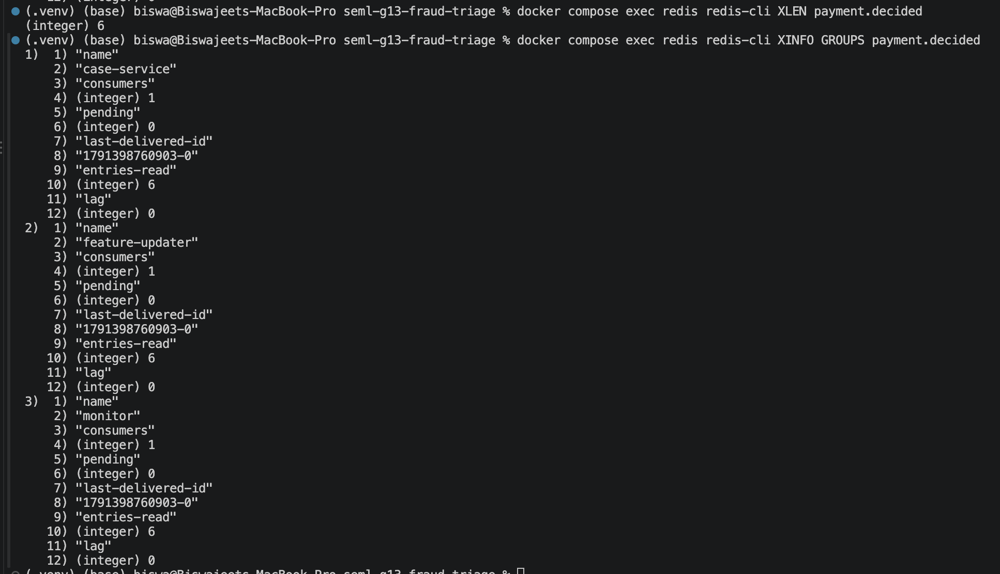 (.venv) (base) biswa@Biswajeets-MacBook-Pro seml-g13-fraud-triage % docker compose exec redis redis-cli XLEN payment.decided
(integer) 6
(.venv) (base) biswa@Biswajeets-MacBook-Pro seml-g13-fraud-triage % docker compose exec redis redis-cli XINFO GROUPS payment.decided
1)  1) "name"
    2) "case-service"
    3) "consumers"
    4) (integer) 1
    5) "pending"
    6) (integer) 0
    7) "last-delivered-id"
    8) "1791398760903-0"
    9) "entries-read"
   10) (integer) 6
   11) "lag"
   12) (integer) 0
2)  1) "name"
    2) "feature-updater"
    3) "consumers"
    4) (integer) 1
    5) "pending"
    6) (integer) 0
    7) "last-delivered-id"
    8) "1791398760903-0"
    9) "entries-read"
   10) (integer) 6
   11) "lag"
   12) (integer) 0
3)  1) "name"
    2) "monitor"
    3) "consumers"
    4) (integer) 1
    5) "pending"
    6) (integer) 0
    7) "last-delivered-id"
    8) "1791398760903-0"
    9) "entries-read"
   10) (integer) 6
   11) "lag"
   12) (integer) 0
(.venv) (base) biswa@Biswajeets-MacBook-Pro seml-g13-fraud-triage %